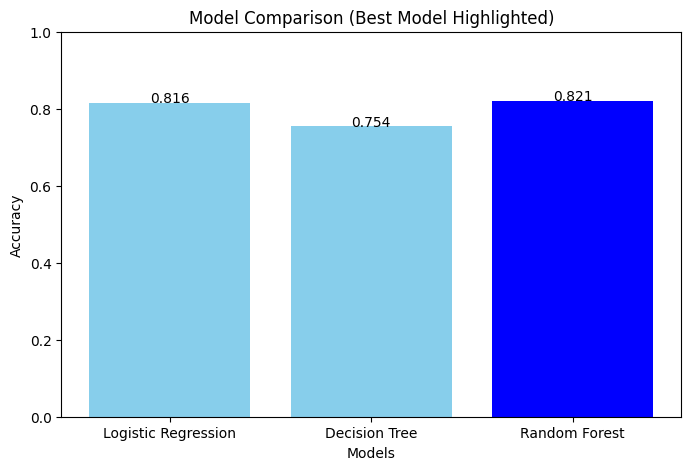 Model Comparison (Best Model Highlighted)
1.0
0.8
0.6
0.4
0.2
0.0
Accuracy
0.816
0.754
0.821
Logistic Regression
Decision Tree
Random Forest
Models